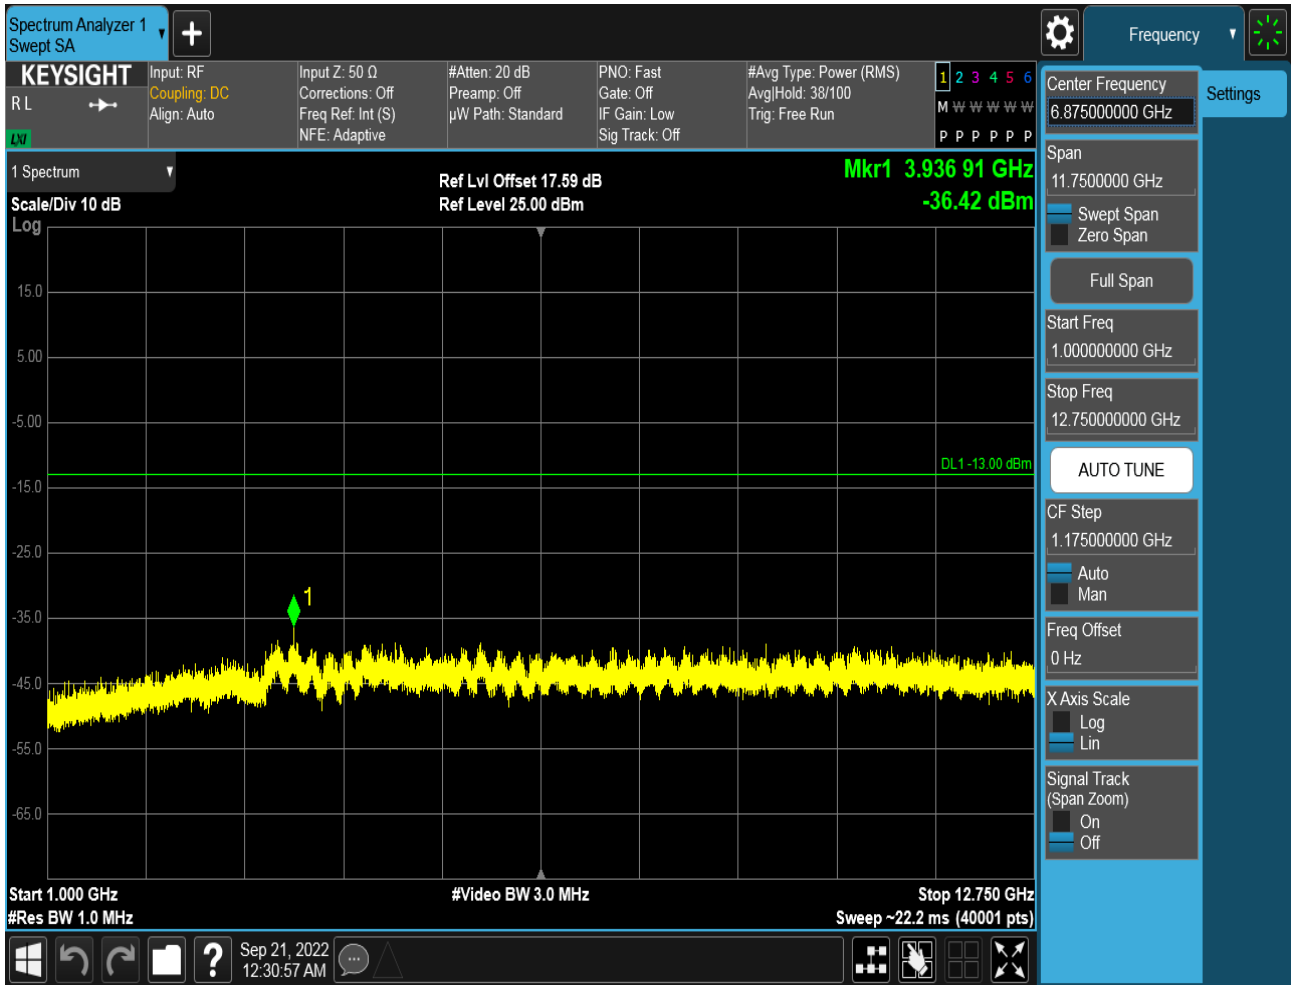 Spectrum Analyzer 1
Swept SA
+
Frequency
KEYSIGHT
R L
LXI
Input: RF
Coupling: DC
Align: Auto
Input Z: 50 Ω
Corrections: Off
Freq Ref: Int (S)
NFE: Adaptive
#Atten: 20 dB
Preamp: Off
µW Path: Standard
PNO: Fast
Gate: Off
IF Gain: Low
Sig Track: Off
#Avg Type: Power (RMS)
Avg|Hold: 38/100
Trig: Free Run
1 2 3 4 5 6
M W W W W W
P P P P P P
1 Spectrum
Scale/Div 10 dB
Log
Ref Lvl Offset 17.59 dB
Ref Level 25.00 dBm
Mkr1 3.936 91 GHz
-36.42 dBm
15.0
5.00
-5.00
DL1 -13.00 dBm
-15.0
-25.0
1
-35.0
-45.0
-55.0
-65.0
Start 1.000 GHz
#Res BW 1.0 MHz
#Video BW 3.0 MHz
Stop 12.750 GHz
Sweep ~22.2 ms (40001 pts)
Center Frequency
6.875000000 GHz
Settings
Span
11.7500000 GHz
Swept Span
Zero Span
Full Span
Start Freq
1.000000000 GHz
Stop Freq
12.750000000 GHz
AUTO TUNE
CF Step
1.175000000 GHz
Auto
Man
Freq Offset
0 Hz
X Axis Scale
Log
Lin
Signal Track
(Span Zoom)
On
Off
?
Sep 21, 2022
12:30:57 AM